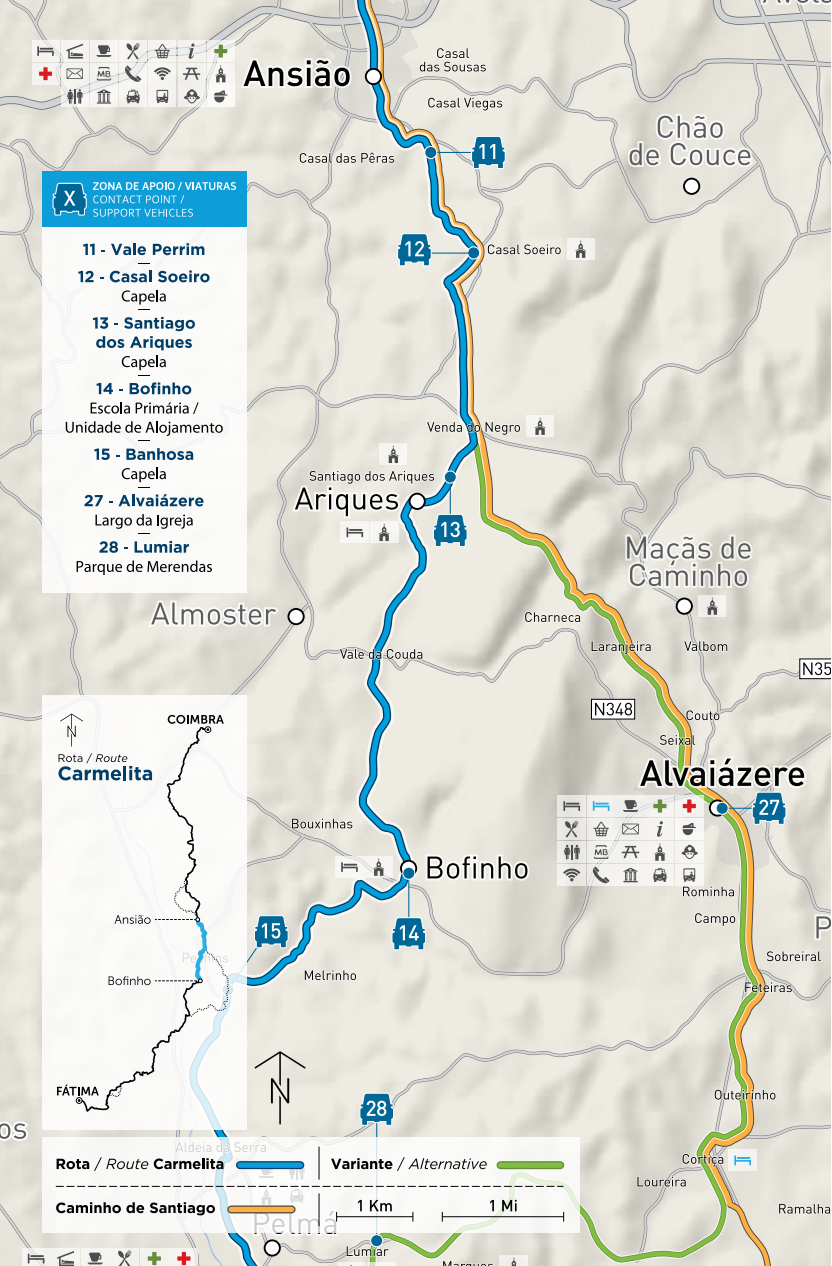 Casal
das Sousas
Ansião
MB
Casal Viegas
Chão
de Couce
Casal das Pêras
11
X
ZONA DE APOIO / VIATURAS
CONTACT POINT /
SUPPORT VEHICLES
11 - Vale Perrim
12 - Casal Soeiro
Capela
13 - Santiago
dos Ariques
Capela
14 - Bofinho
Escola Primária /
Unidade de Alojamento
15 - Banhosa
Capela
27 - Alvaiázere
Largo da Igreja
28 - Lumiar
Parque de Merendas
12
Casal Soeiro
Venda do Negro
Santiago dos Ariques
Ariques
13
Maçãs de
Caminho
Almoster
Charneca
Laranjeira
Valbom
Vale da Couda
N35
N348
Couto
Seixal
Alvaiázere
27
MB
N
COIMBRA
Rota / Route
Carmelita
Ansião
Bofinho
FÁTIMA
Bouxinhas
Bofinho
14
15
Melrinho
Rominha
Campo
P
Sobreiral
Feteiras
N
28
Outeirinho
os
Aldeia da Serra
Cortiça
Loureira
Ramalha
Rota / Route Carmelita
Variante / Alternative
Caminho de Santiago
1 Km
1 Mi
Pelmá
Lumiar